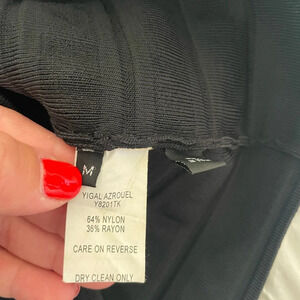 M
YIGAL AZROUEL
Y8201TK
64% NYLON
36% RAYON
CARE ON REVERSE
DRY CLEAN ONLY